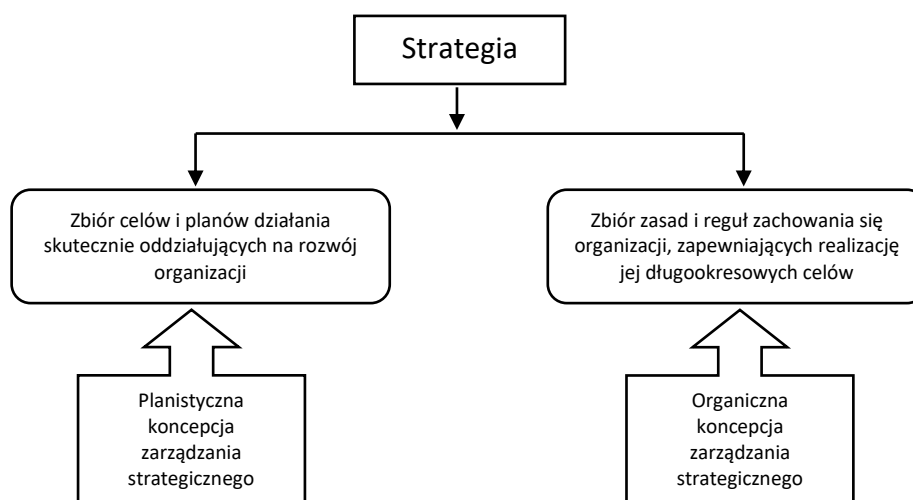 Strategia
Zbiór celów i planów działania
skutecznie oddziałujących na rozwój
organizacji
Zbiór zasad i reguł zachowania się
organizacji, zapewniających realizację
jej długookresowych celów
Planistyczna
koncepcja
zarządzania
strategicznego
Organiczna
koncepcja
zarządzania
strategicznego